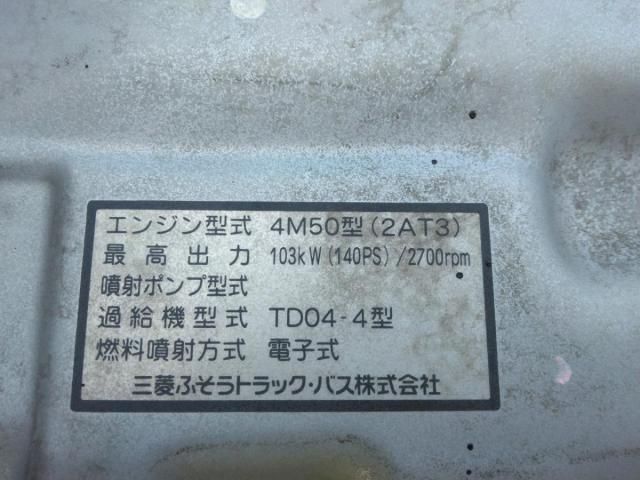 エンジン型式 4M50型(2AT3)
最高出力 103kW(140PS)/2700rpm
噴射ポンプ型式
過給機型式 TD04-4型
燃料噴射方式 電子式
三菱ふそうトラック・バス株式会社